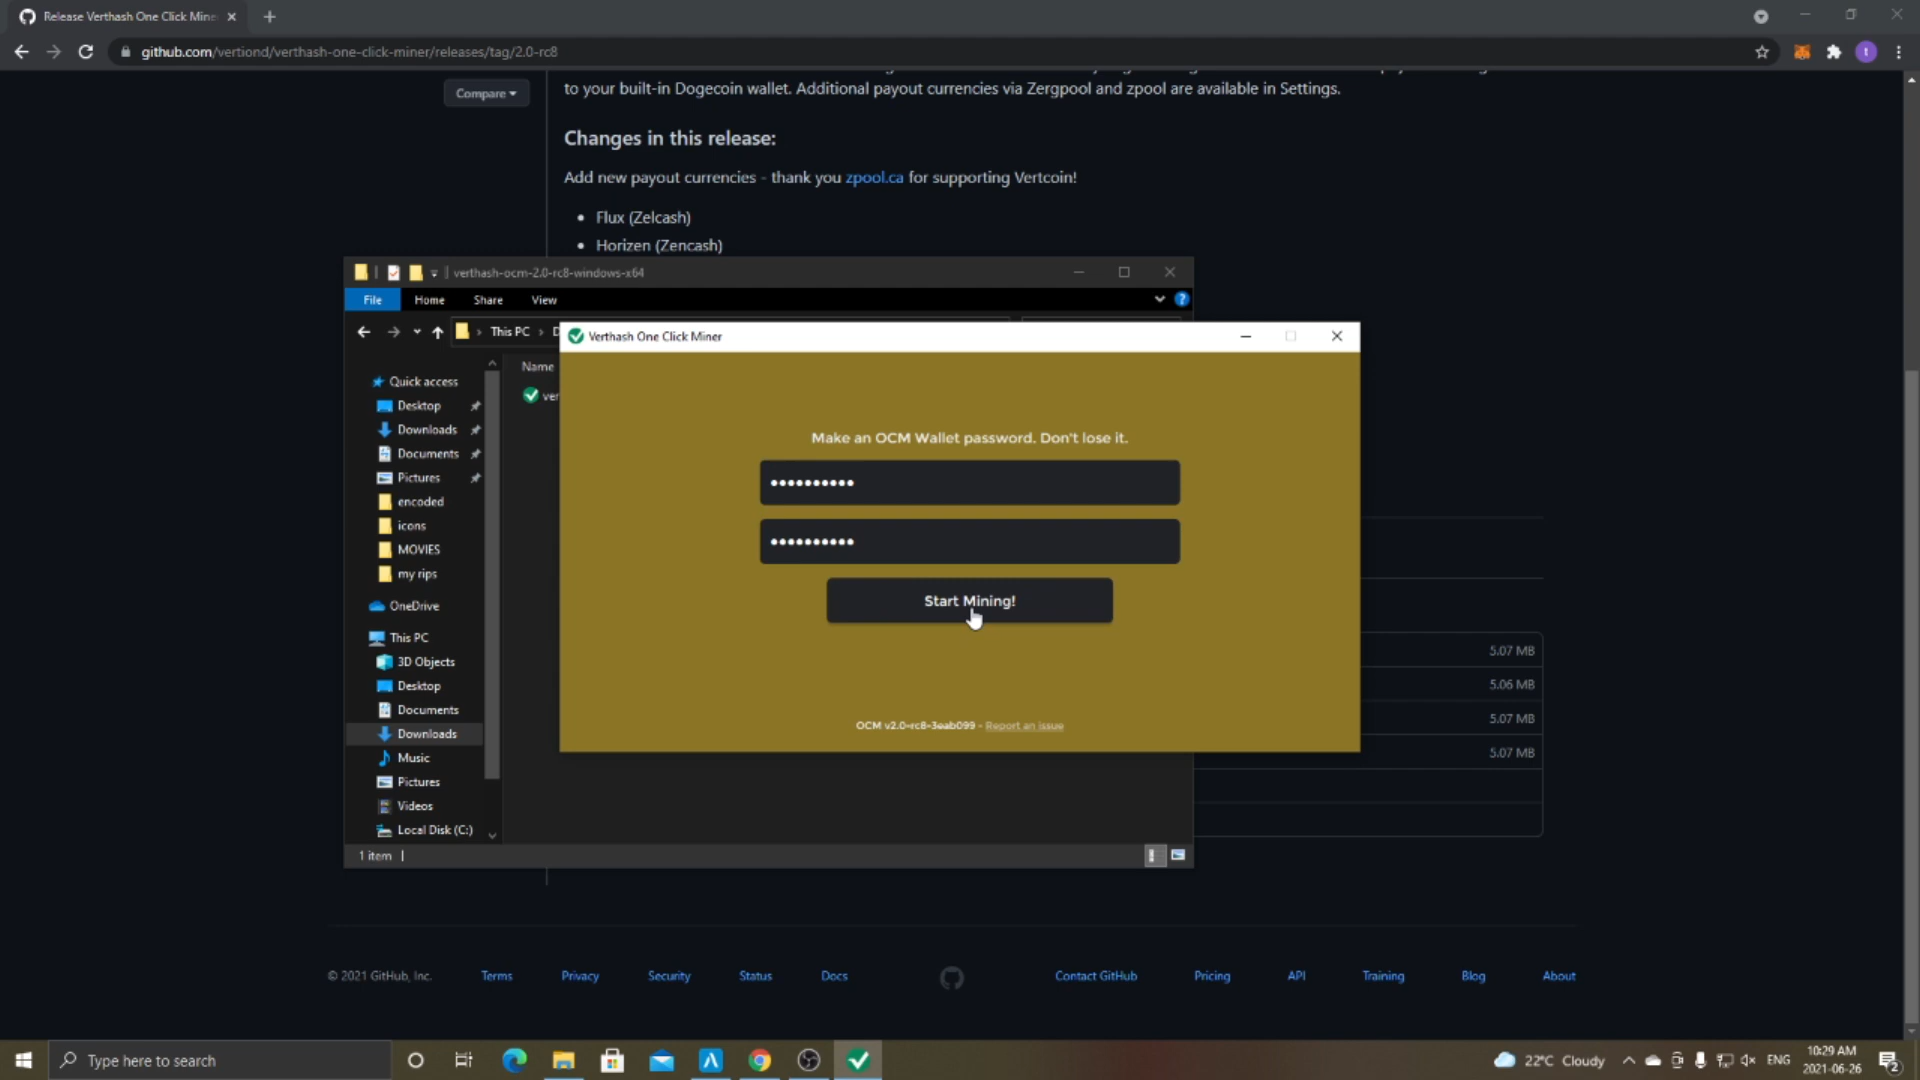 Release Verthash One Click Mine
github.com/vertiond/verthash-one-click-miner/releases/tag/2.0-rc8
Compare
to your built-in Dogecoin wallet. Additional payout currencies via Zergpool and zpool are available in Settings.
Changes in this release:
Add new payout currencies - thank you zpool.ca for supporting Vertcoin!
• Flux (Zelcash)
• Horizen (Zencash)
verthash-ocm-2.0-rc8-windows-x64
File Home Share View
This PC
Verthash One Click Miner
Name
Quick access
Desktop
ver
Downloads
Documents
Pictures
encoded
icons
MOVIES
my rips
OneDrive
This PC
3D Objects
Desktop
Documents
Downloads
Music
Pictures
Videos
Local Disk (C:)
1 item
Make an OCM Wallet password. Don't lose it.
Start Mining!
OCM v2.0-rc8-3eab099 - Report an issue
5.07 MB
5.06 MB
5.07 MB
5.07 MB
© 2021 GitHub, Inc. Terms Privacy Security Status Docs Contact GitHub Pricing API Training Blog About
Type here to search
22°C Cloudy
ENG
10:29 AM
2021-06-26
2